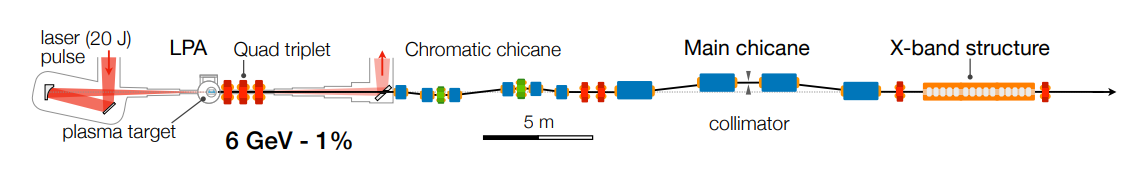 laser (20 J)
pulse
LPA
Quad triplet
Chromatic chicane
Main chicane
X-band structure
plasma target
6 GeV - 1%
5 m
collimator